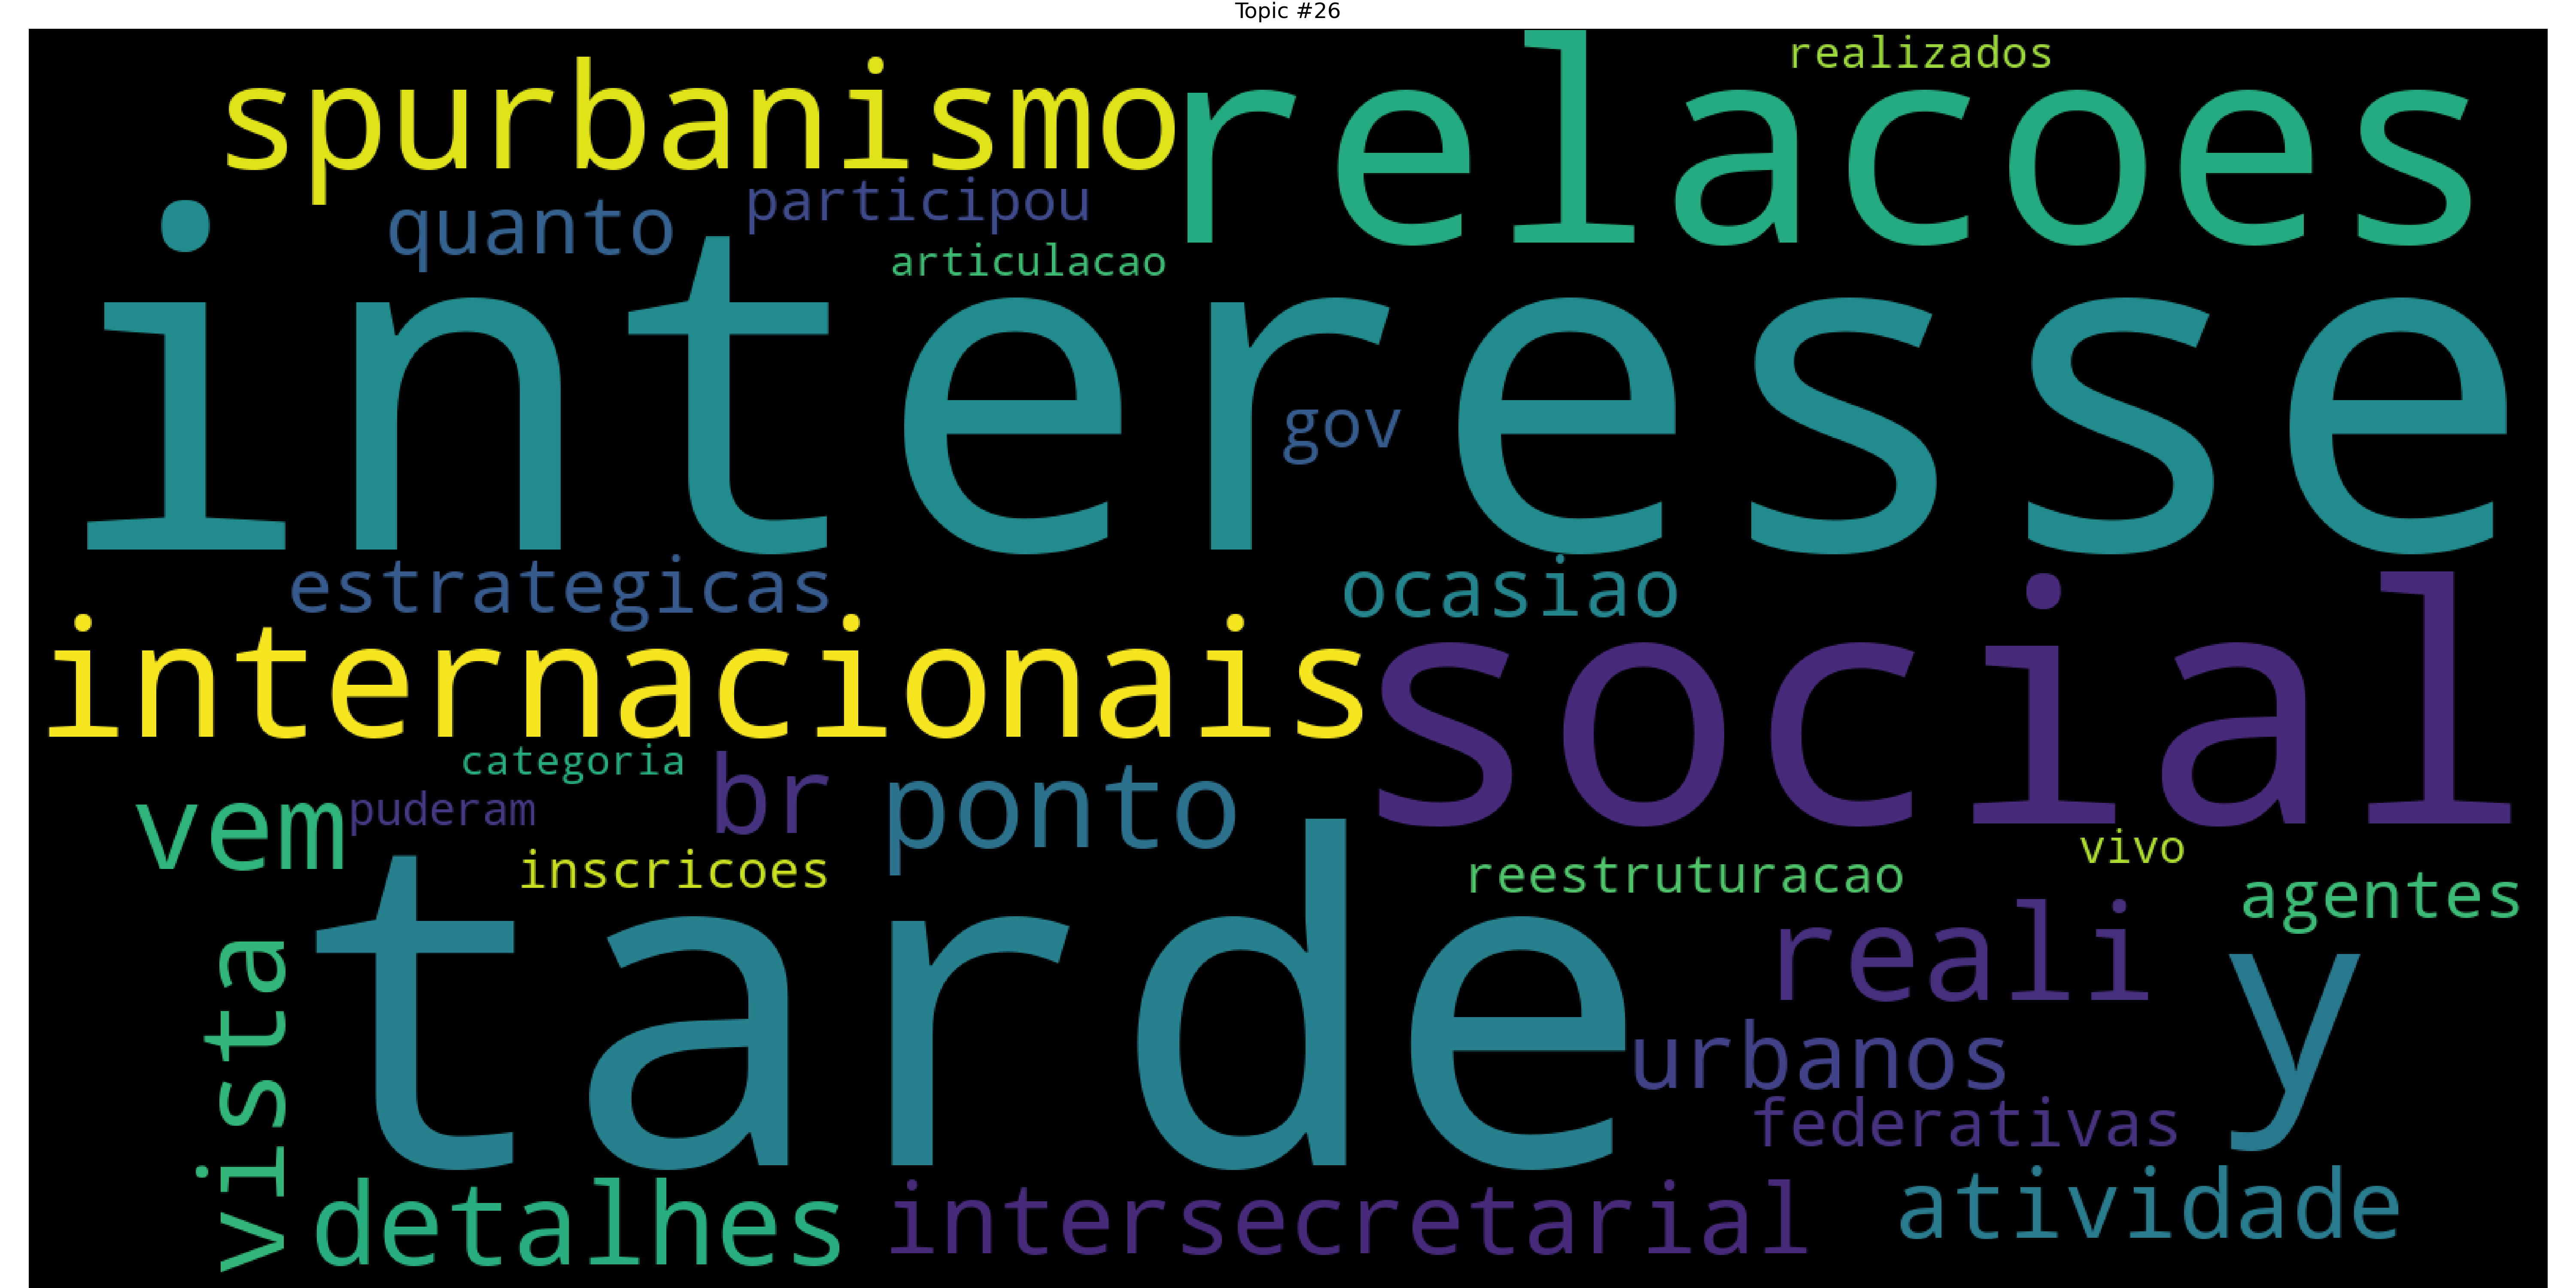 Topic #26
realizados
spurbanismo
relacoes
participou
quanto
articulacao
interesse
gov
estrategicas
ocasiao
internacionais
social
categoria
br
ponto
puderam
vem
vivo
inscricoes
reestruturacao
agentes
tarde
reali
y
vista
urbanos
federativas
detalhes
intersecretarial
atividade